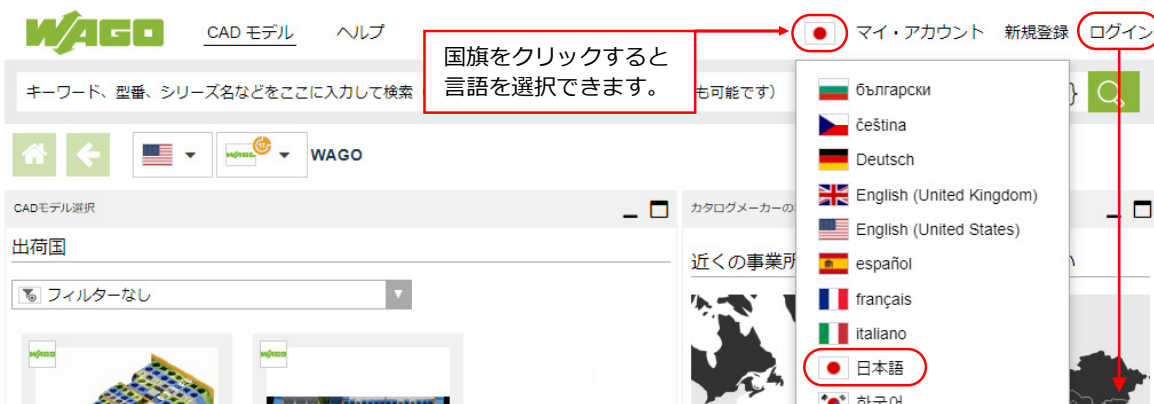 WAGO
CAD モデル
ヘルプ
国旗をクリックすると
言語を選択できます。
マイ・アカウント
新規登録
ログイン
キーワード、型番、シリーズ名などをここに入力して検索
も可能です）
WAGO
WAGO
CADモデル選択
カタログメーカーの
出荷国
近くの事業所
フィルターなし
WAGO
WAGO
български
čeština
Deutsch
English (United Kingdom)
English (United States)
español
français
italiano
日本語
한국어